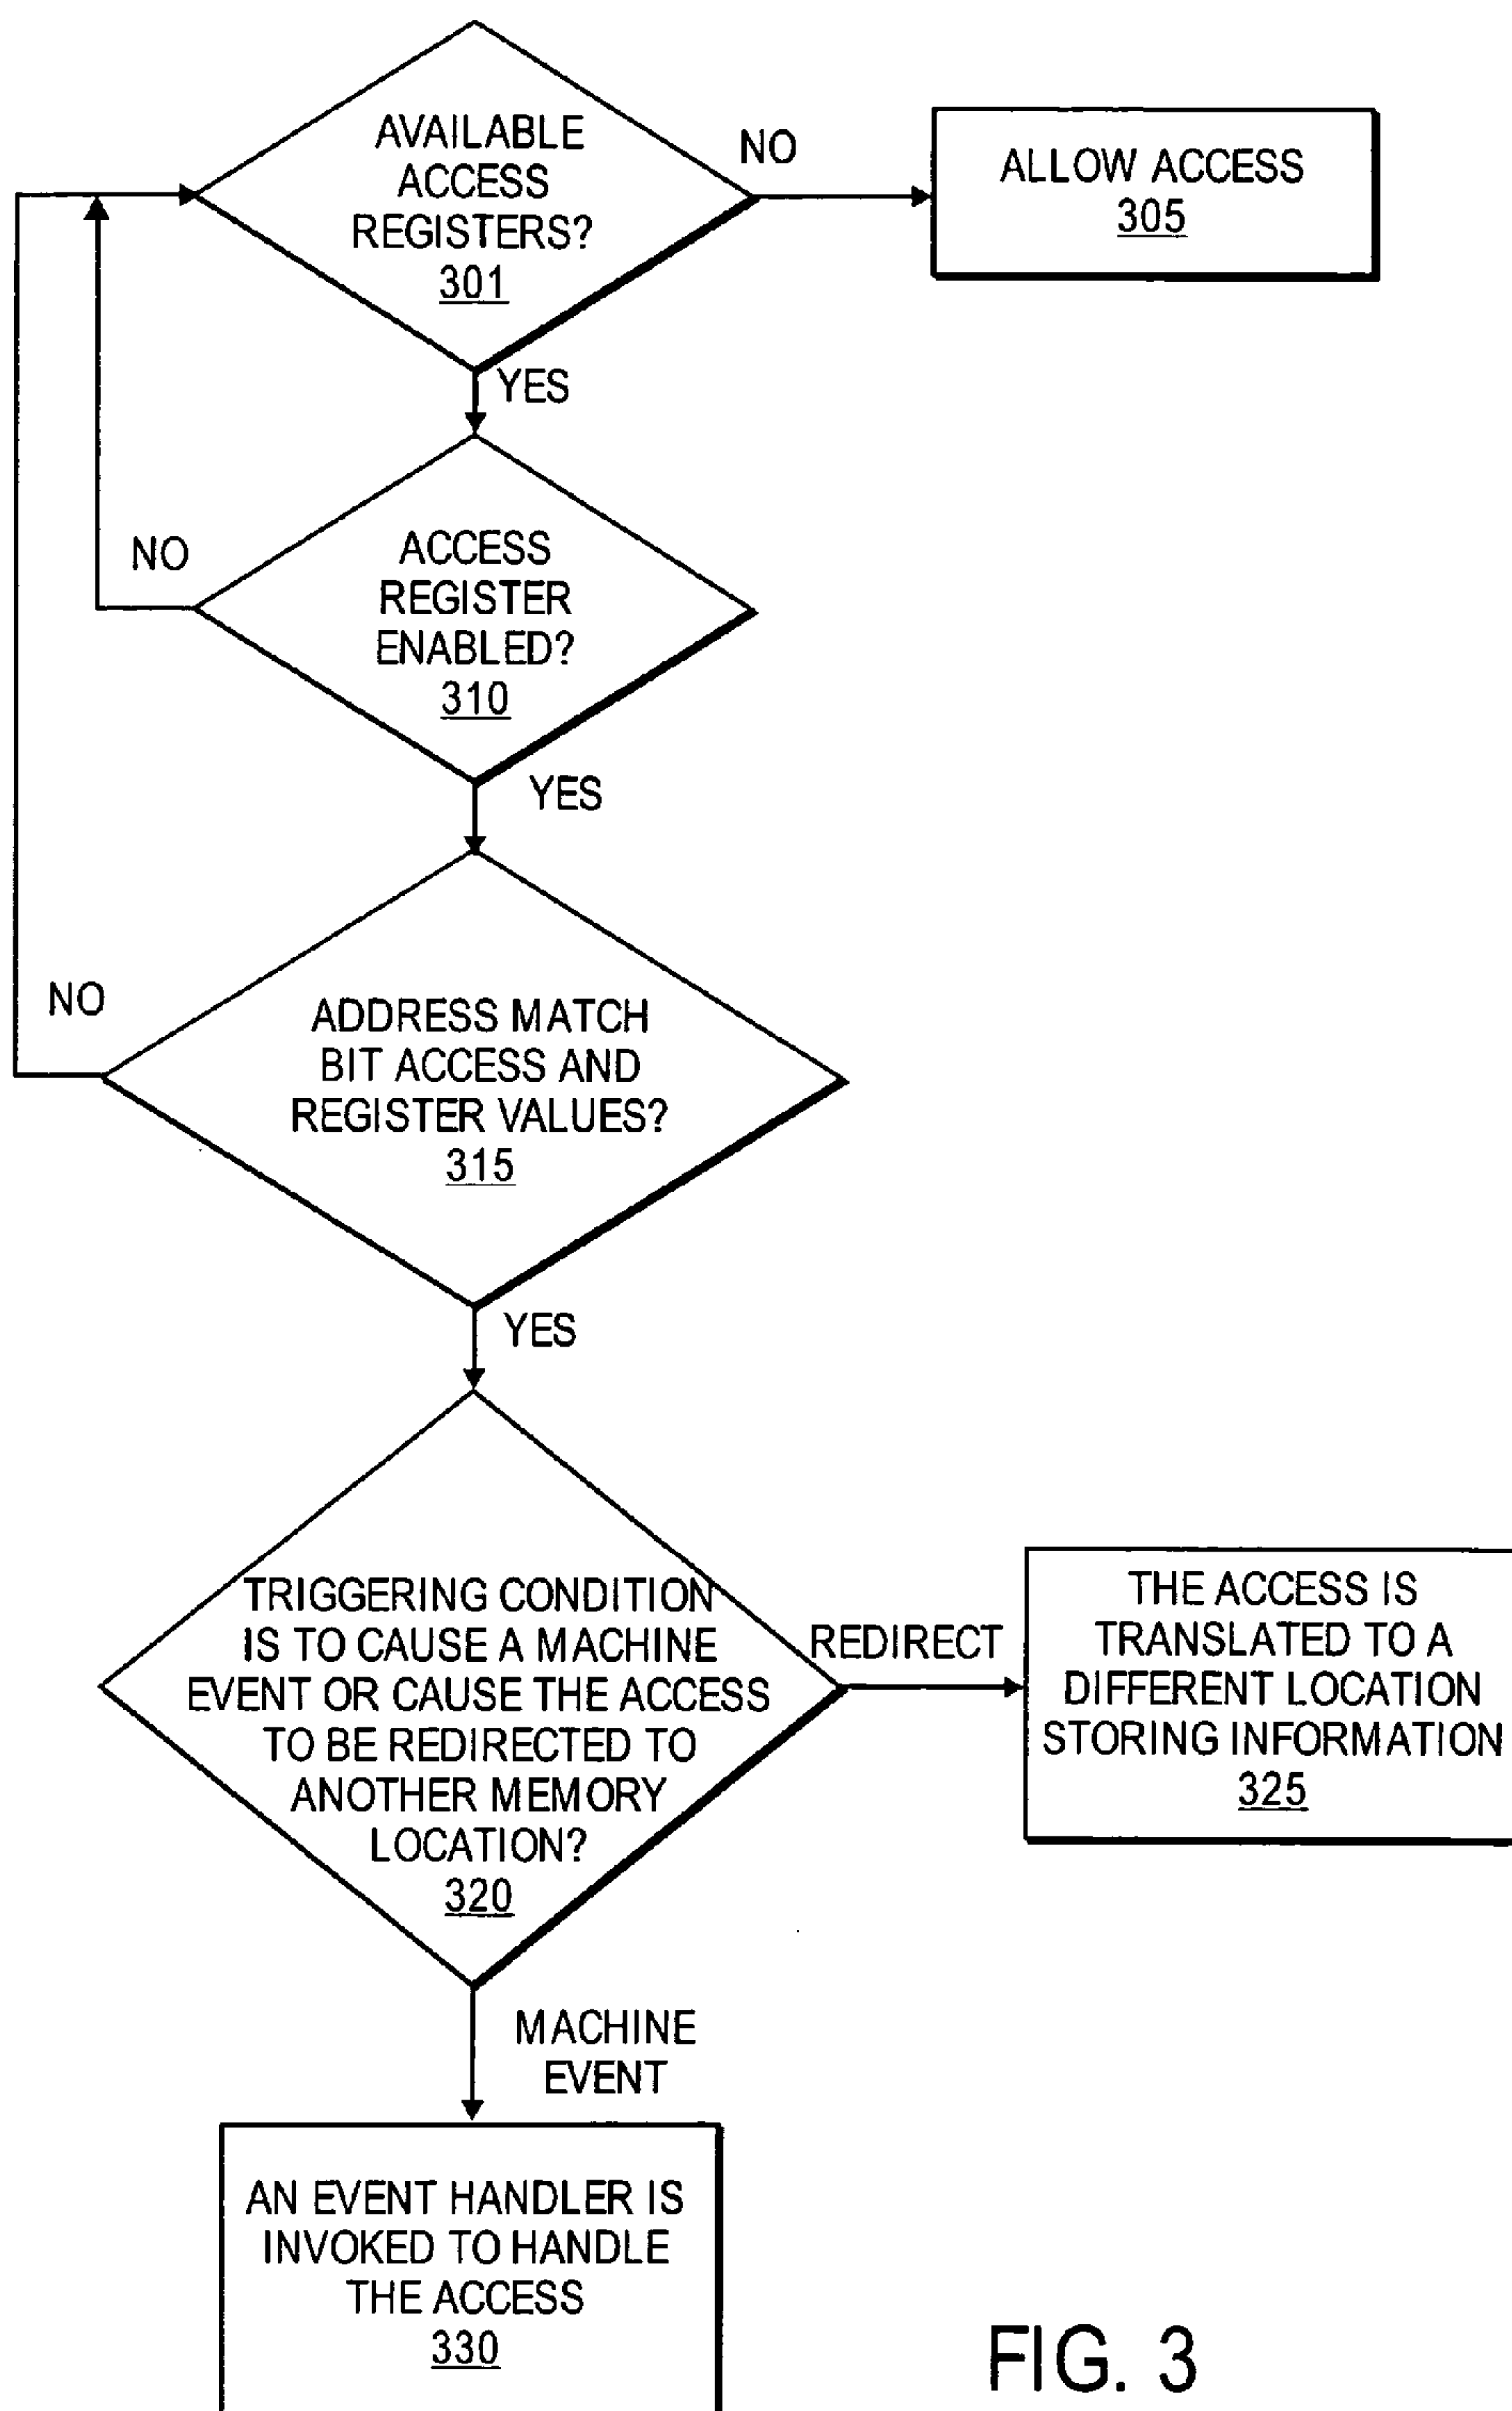 AVAILABLE
ACCESS
REGISTERS?
301
NO
ALLOW ACCESS
305
YES
ACCESS
REGISTER
ENABLED?
310
NO
YES
ADDRESS MATCH
BIT ACCESS AND
REGISTER VALUES?
315
NO
YES
TRIGGERING CONDITION
IS TO CAUSE A MACHINE
EVENT OR CAUSE THE ACCESS
TO BE REDIRECTED TO
ANOTHER MEMORY
LOCATION?
320
REDIRECT
THE ACCESS IS
TRANSLATED TO A
DIFFERENT LOCATION
STORING INFORMATION
325
MACHINE
EVENT
AN EVENT HANDLER IS
INVOKED TO HANDLE
THE ACCESS
330
FIG. 3